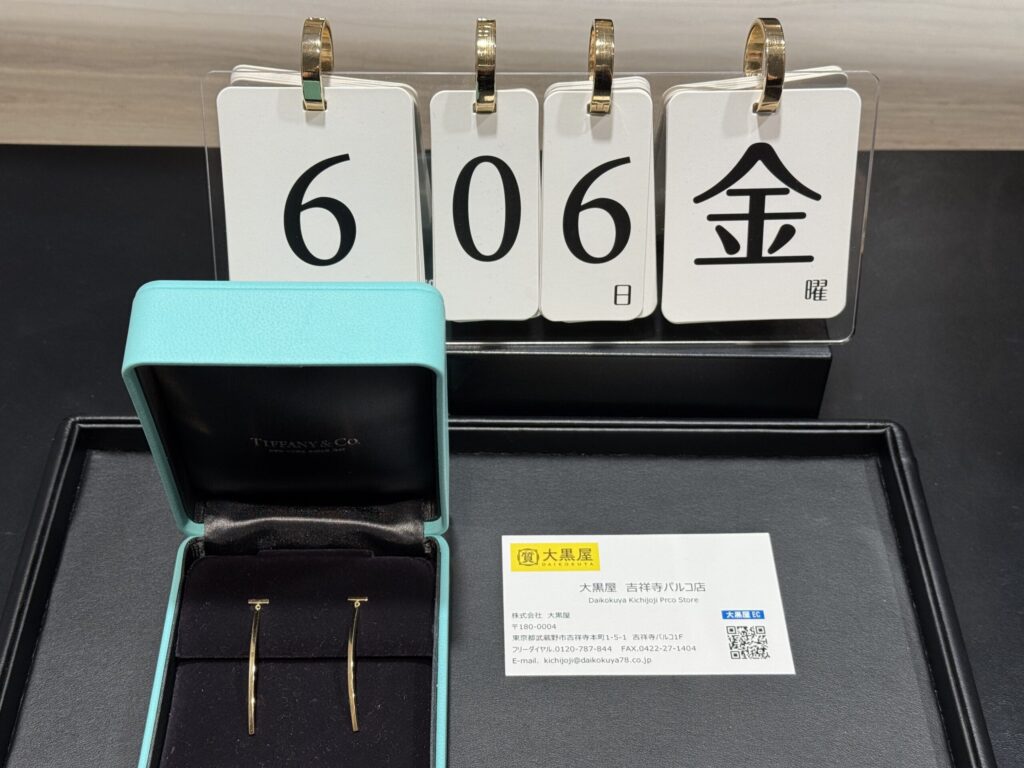 6
06
日
金
曜
TIFFANY & CO.
質 大黒屋
DAIKOKUYA
大黒屋 吉祥寺パルコ店
Daikokuya Kichijoji Prco Store
株式会社 大黒屋
〒180-0004
東京都武蔵野市吉祥寺本町1-5-1 吉祥寺パルコ1F
フリーダイヤル.0120-787-844 FAX.0422-27-1404
E-mail. kichijoji@daikokuya78.co.jp
大黒屋 EC